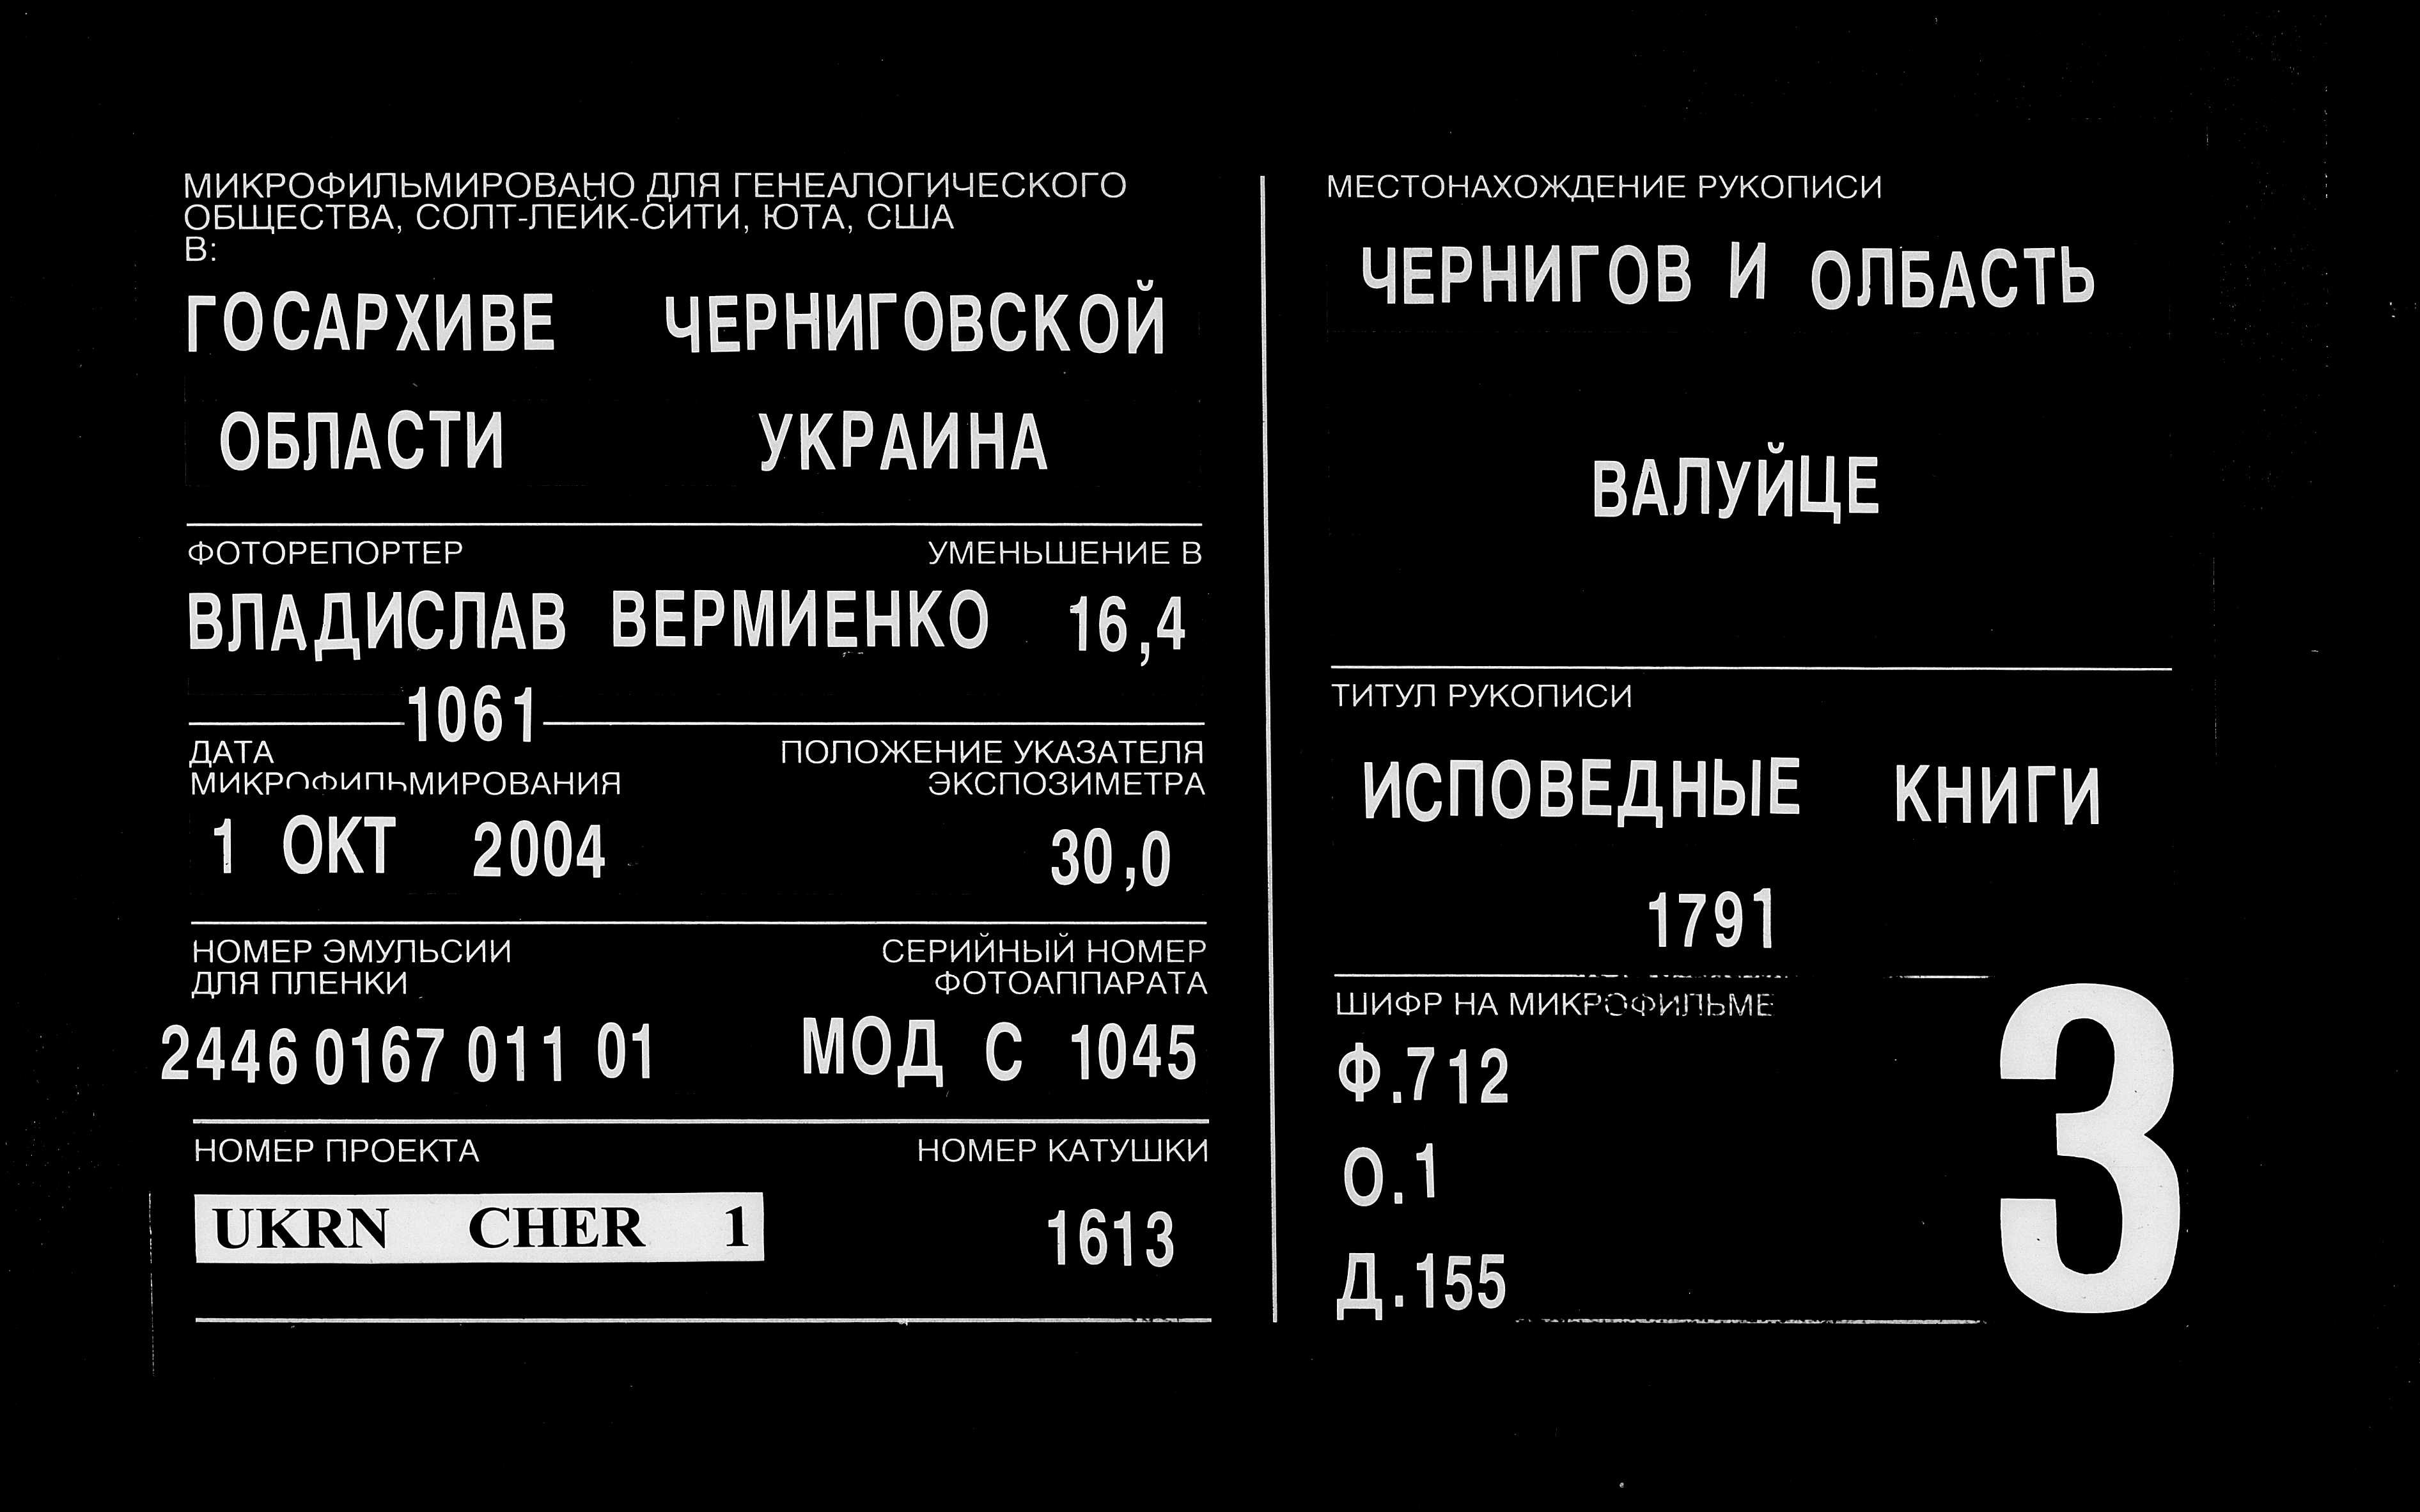 МИКРОФИЛЬМИРОВАНО ДЛЯ ГЕНЕАЛОГИЧЕСКОГО
ОБЩЕСТВА, СОЛТ-ЛЕЙК-СИТИ, ЮТА, США
В:
ГОСАРХИВЕ ЧЕРНИГОВСКОЙ
ОБЛАСТИ УКРАИНА
ФОТОРЕПОРТЕР УМЕНЬШЕНИЕ В
ВЛАДИСЛАВ ВЕРМИЕНКО 16,4
1061
ДАТА ПОЛОЖЕНИЕ УКАЗАТЕЛЯ
МИКРОФИЛЬМИРОВАНИЯ ЭКСПОЗИМЕТРА
1 ОКТ 2004 30,0
НОМЕР ЭМУЛЬСИИ СЕРИЙНЫЙ НОМЕР
ДЛЯ ПЛЕНКИ ФОТОАППАРАТА
2446 0167 011 01 МОД С 1045
НОМЕР ПРОЕКТА НОМЕР КАТУШКИ
UKRN CHER 1 1613
МЕСТОНАХОЖДЕНИЕ РУКОПИСИ
ЧЕРНИГОВ И ОЛБАСТЬ
ВАЛУЙЦЕ
ТИТУЛ РУКОПИСИ
ИСПОВЕДНЫЕ КНИГИ
1791
ШИФР НА МИКРОФИЛЬМЕ
Ф.712
О.1
Д.155
3